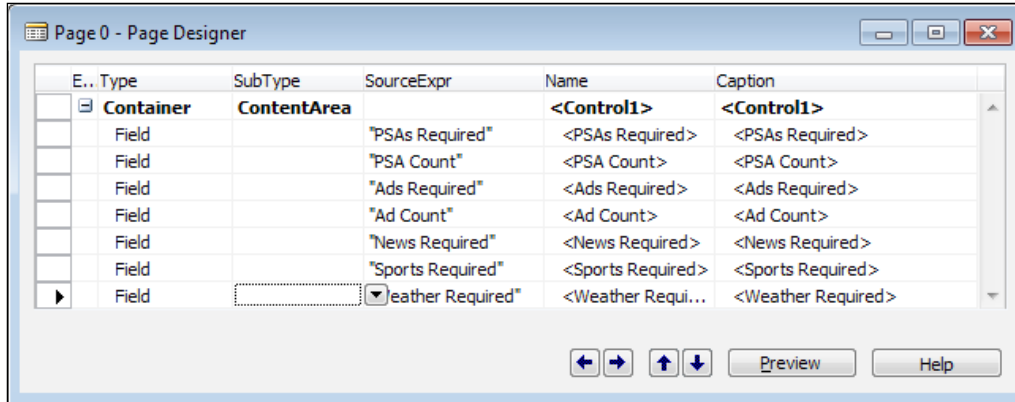 Page 0 - Page Designer
E.. Type SubType SourceExpr Name Caption
Container ContentArea <Control1> <Control1>
Field "PSAs Required" <PSAs Required> <PSAs Required>
Field "PSA Count" <PSA Count> <PSA Count>
Field "Ads Required" <Ads Required> <Ads Required>
Field "Ad Count" <Ad Count> <Ad Count>
Field "News Required" <News Required> <News Required>
Field "Sports Required" <Sports Required> <Sports Required>
Field eather Required" <Weather Requi... <Weather Required>
Preview Help